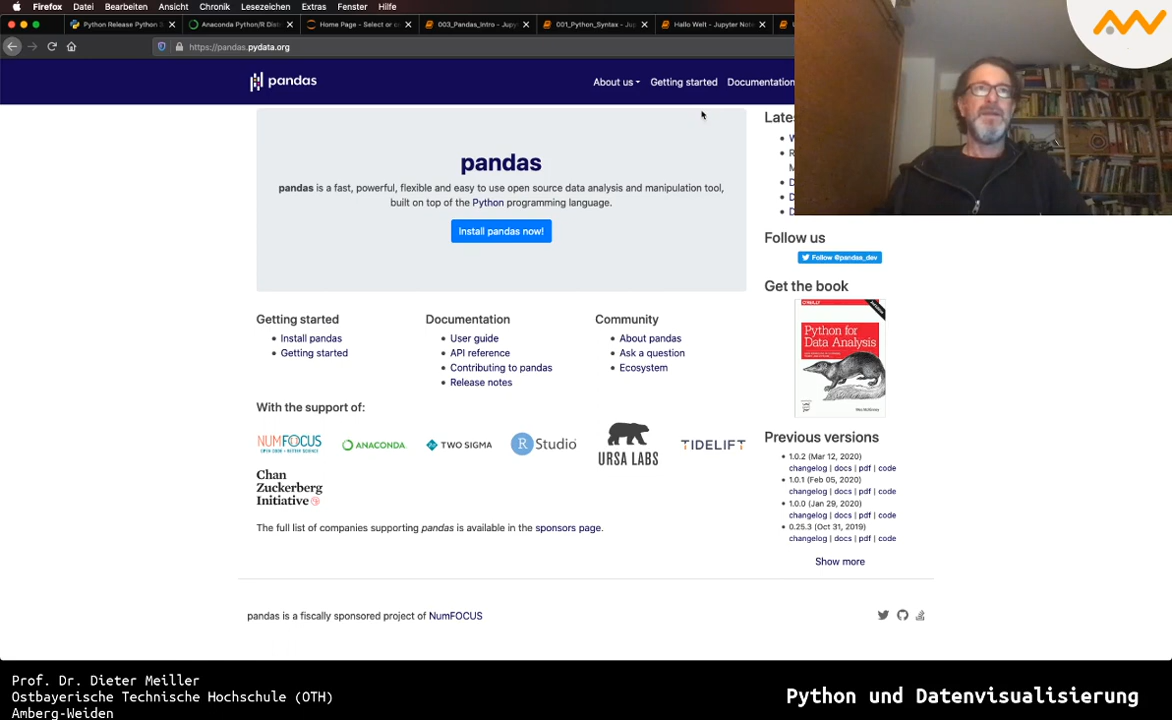 Firefox Datei Bearbeiten Ansicht Chronik Lesezeichen Extras Fenster Hilfe
Python Release Python
Anaconda Python/R Dist
Home Page - Select or
003_Pandas_Intro - Jupy
001_Python_Syntax - Ju
Hallo Welt - Jupyter Not
https://pandas.pydata.org
pandas
About us
Getting started
Documentation
pandas
pandas is a fast, powerful, flexible and easy to use open source data analysis and manipulation tool,
built on top of the Python programming language.
Install pandas now!
Getting started
Install pandas
Getting started
Documentation
User guide
API reference
Contributing to pandas
Release notes
Community
About pandas
Ask a question
Ecosystem
With the support of:
NUMFOCUS
OPEN CODE = BETTER SCIENCE
ANACONDA
TWO SIGMA
R Studio
URSA LABS
TIDELIFT
Chan
Zuckerberg
Initiative
The full list of companies supporting pandas is available in the sponsors page.
Late
Follow us
Follow @pandas_dev
Get the book
O'REILLY
Python for
Data Analysis
Wes McKinney
Previous versions
1.0.2 (Mar 12, 2020)
changelog | docs | pdf | code
1.0.1 (Feb 05, 2020)
changelog | docs | pdf | code
1.0.0 (Jan 29, 2020)
changelog | docs | pdf | code
0.25.3 (Oct 31, 2019)
changelog | docs | pdf | code
Show more
pandas is a fiscally sponsored project of NumFOCUS
Prof. Dr. Dieter Meiller
Ostbayerische Technische Hochschule (OTH)
Amberg-Weiden
Python und Datenvisualisierung